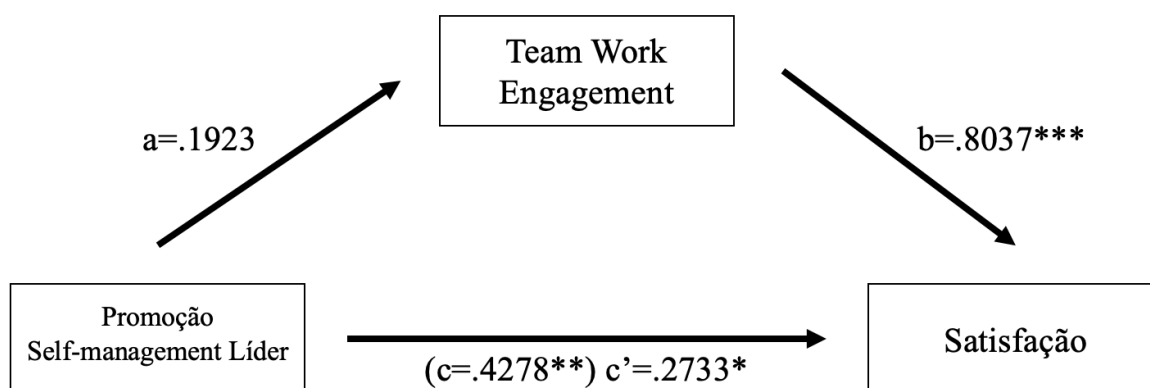 Team Work
Engagement
a=.1923
b=.8037***
Promoção
Self-management Líder
(c=.4278**) c’=.2733*
Satisfação